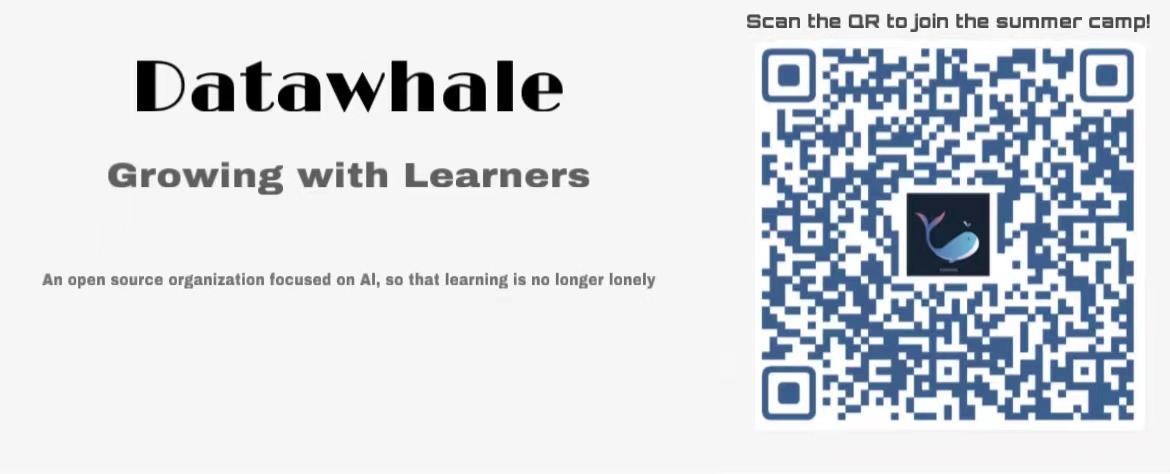 Scan the QR to join the summer camp!
Datawhale
Growing with Learners
An open source organization focused on AI, so that learning is no longer lonely